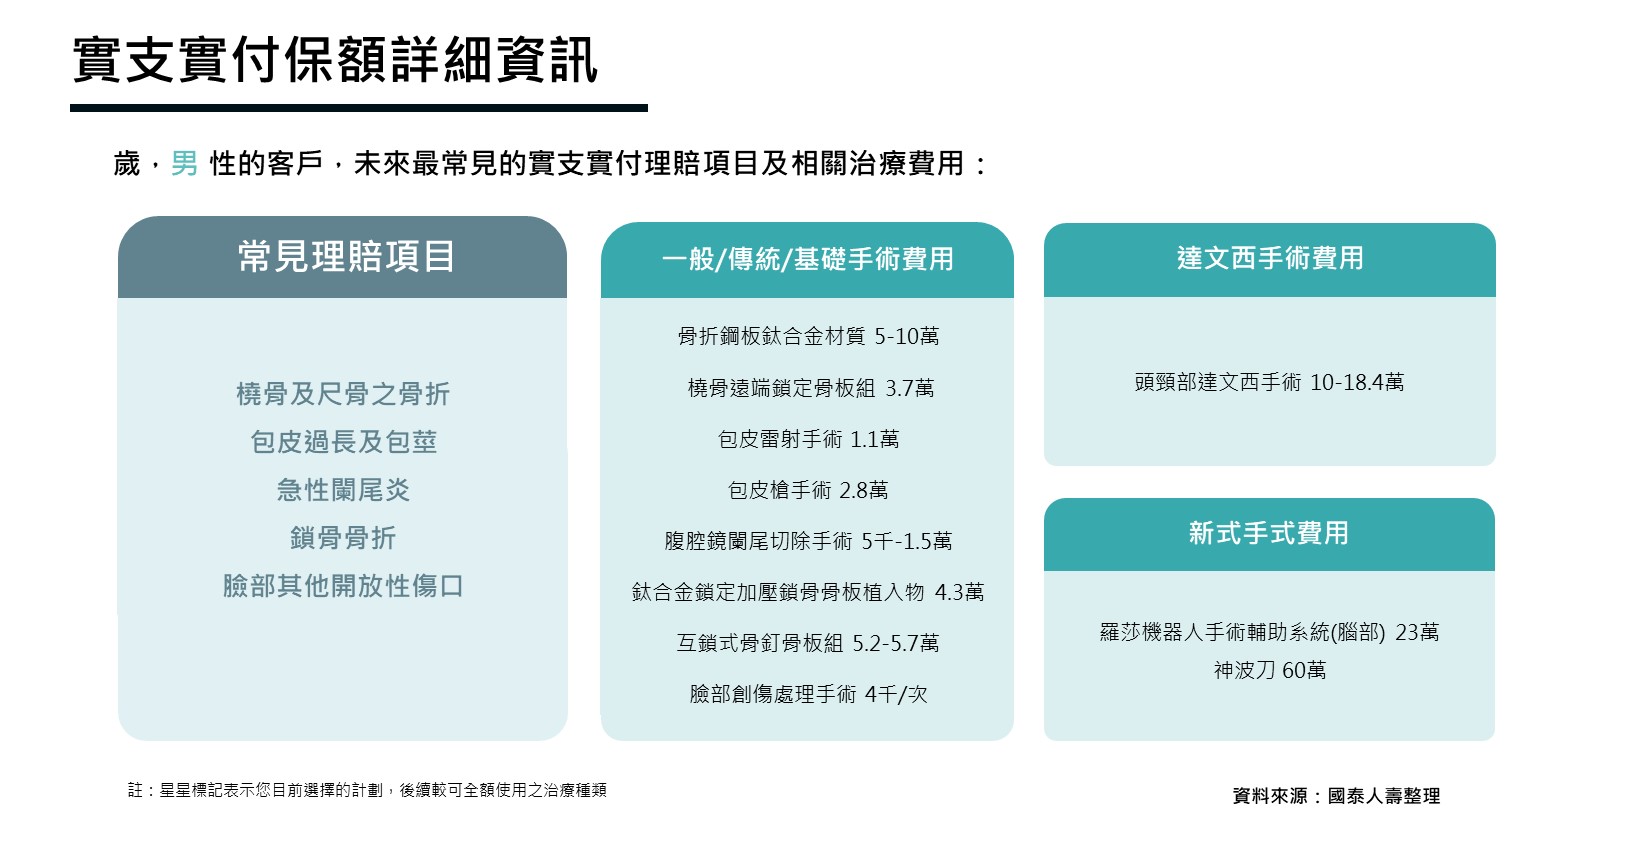 實支實付保額詳細資訊
歲，男 性的客戶，未來最常見的實支實付理賠項目及相關治療費用：
常見理賠項目
橈骨及尺骨之骨折
包皮過長及包莖
急性闌尾炎
鎖骨骨折
臉部其他開放性傷口
一般/傳統/基礎手術費用
骨折鋼板鈦合金材質 5-10萬
橈骨遠端鎖定骨板組 3.7萬
包皮雷射手術 1.1萬
包皮槍手術 2.8萬
腹腔鏡闌尾切除手術 5千-1.5萬
鈦合金鎖定加壓鎖骨骨板植入物 4.3萬
互鎖式骨釘骨板組 5.2-5.7萬
臉部創傷處理手術 4千/次
達文西手術費用
頭頸部達文西手術 10-18.4萬
新式手式費用
羅莎機器人手術輔助系統(腦部) 23萬
神波刀 60萬
註：星星標記表示您目前選擇的計劃，後續較可全額使用之治療種類
資料來源：國泰人壽整理